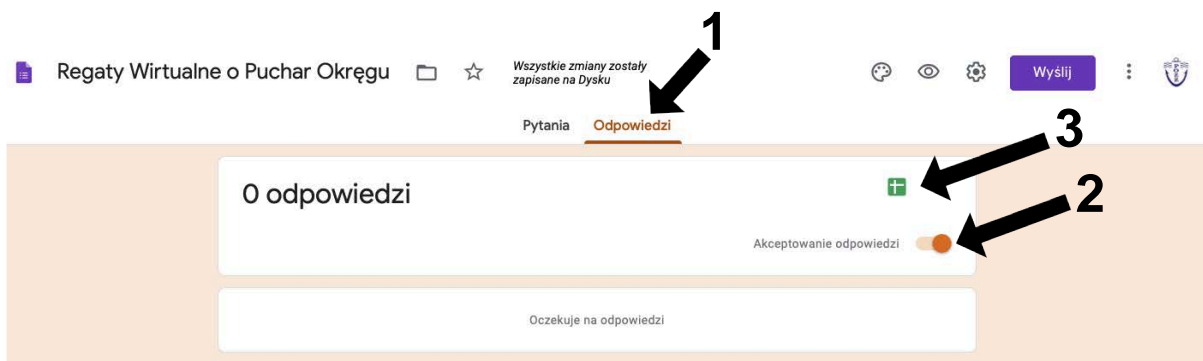 1
Regaty Wirtualne o Puchar Okręgu
Wszystkie zmiany zostały
zapisane na Dysku
Wyślij
Pytania Odpowiedzi
3
0 odpowiedzi
2
Akceptowanie odpowiedzi
Oczekuje na odpowiedzi